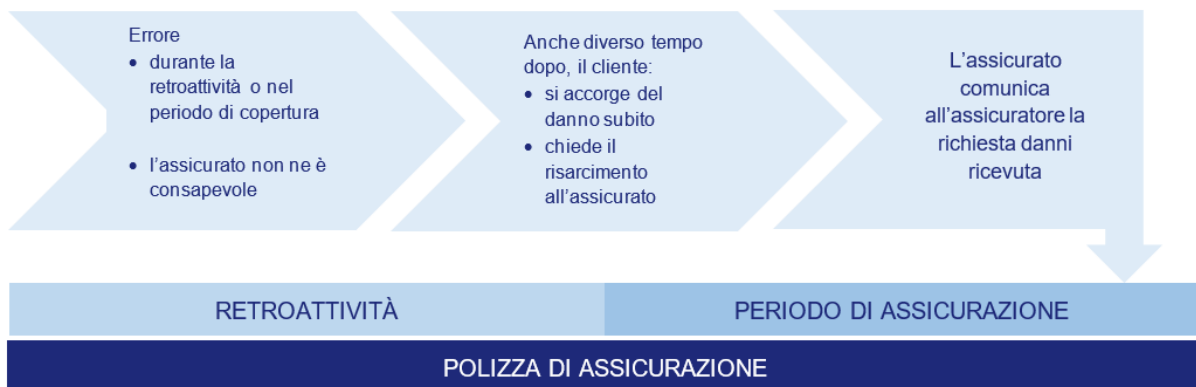 Errore
• durante la
retroattività o nel
periodo di copertura
• l'assicurato non ne è
consapevole
Anche diverso tempo
dopo, il cliente:
• si accorge del
danno subito
• chiede il
risarcimento
all'assicurato
L'assicurato
comunica
all'assicuratore la
richiesta danni
ricevuta
RETROATTIVITÀ
PERIODO DI ASSICURAZIONE
POLIZZA DI ASSICURAZIONE